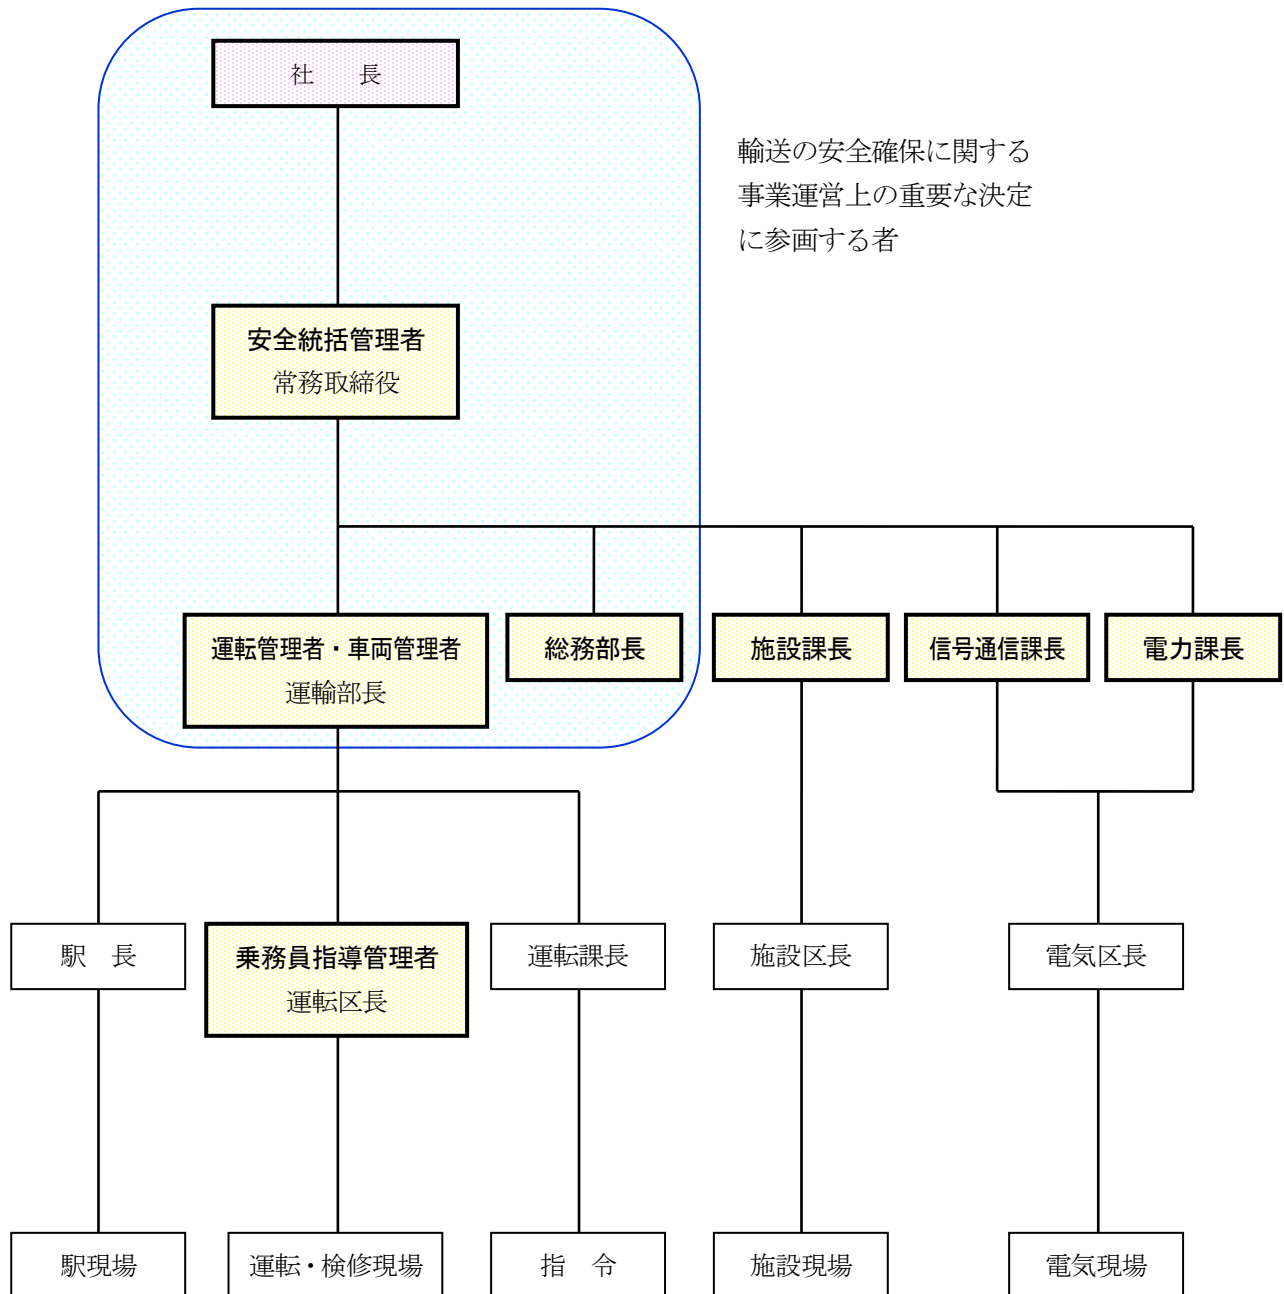 社　長
輸送の安全確保に関する
事業運営上の重要な決定
に参画する者
安全統括管理者
常務取締役
運転管理者・車両管理者
運輸部長
総務部長
施設課長
信号通信課長
電力課長
駅　長
乗務員指導管理者
運転区長
運転課長
施設区長
電気区長
駅現場
運転・検修現場
指　令
施設現場
電気現場